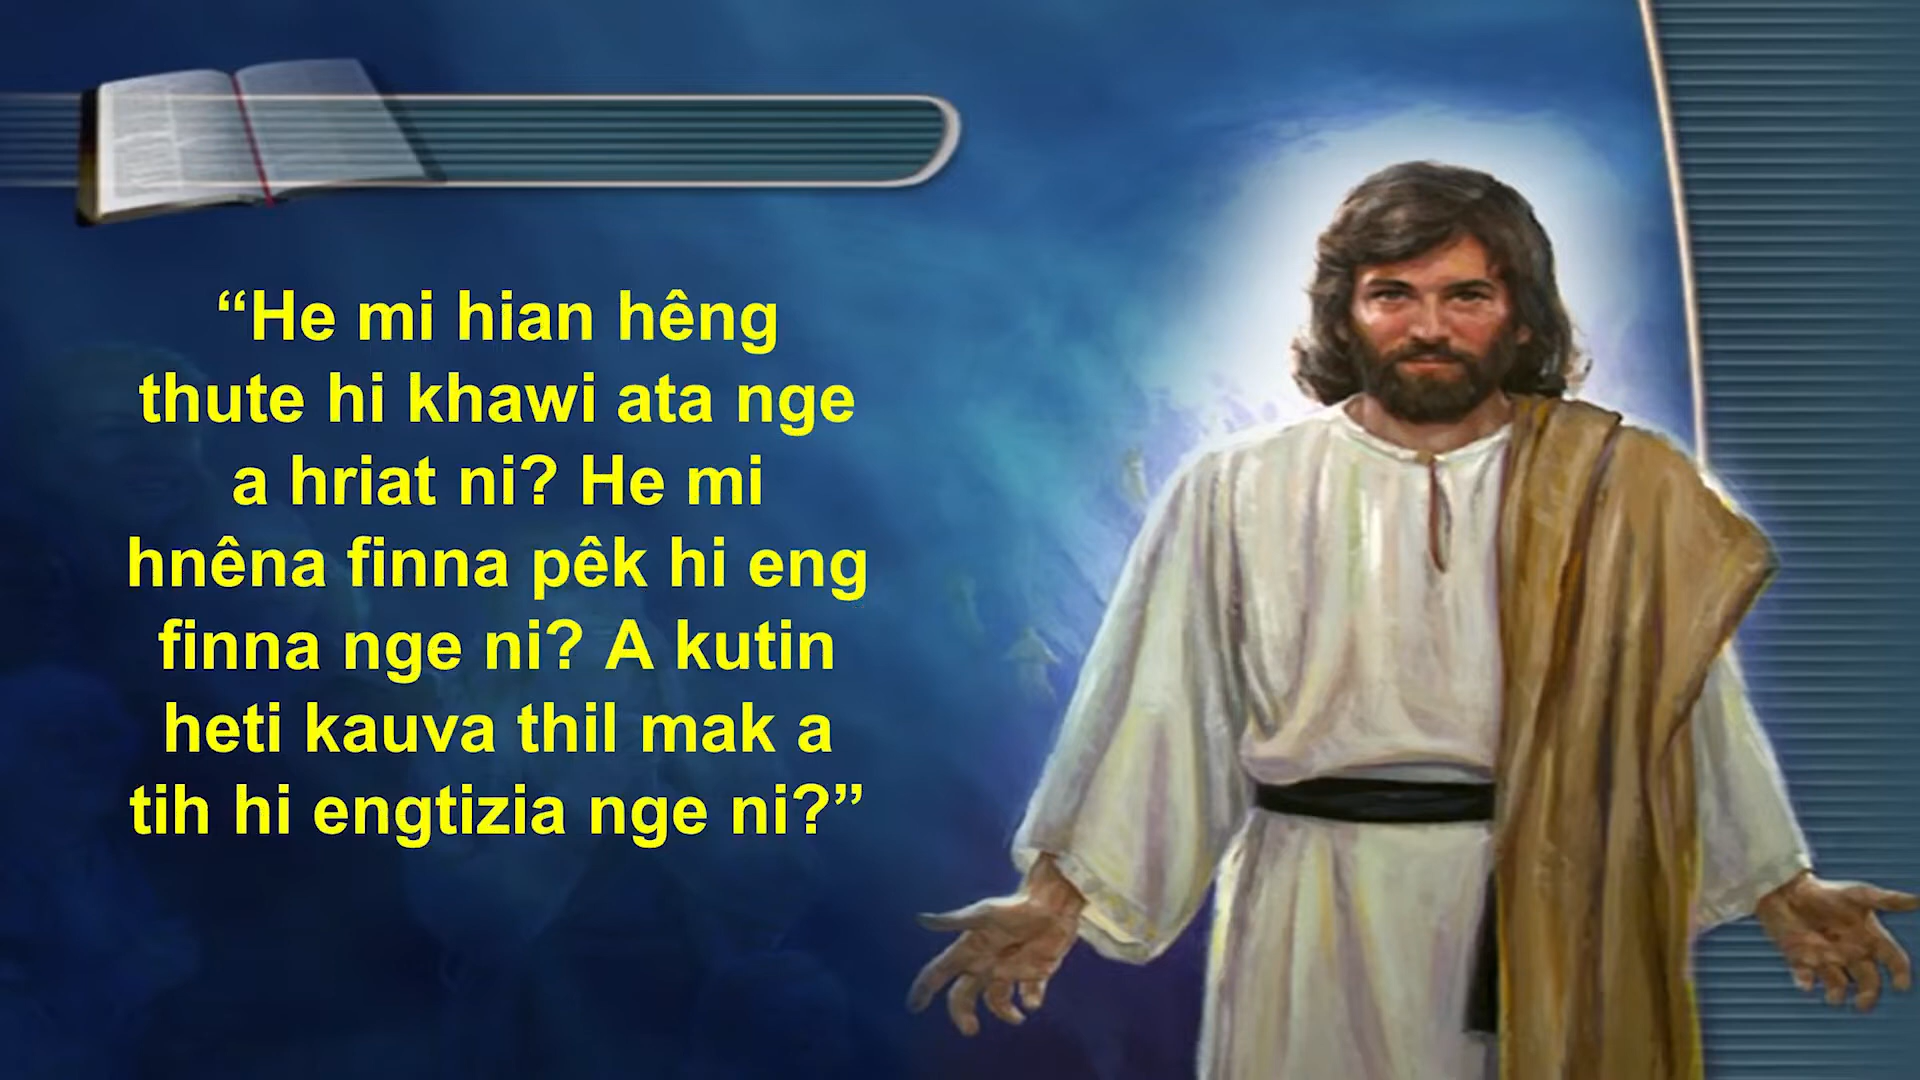 “He mi hian hêng
thute hi khawi ata nge
a hriat ni? He mi
hnêna finna pêk hi eng
finna nge ni? A kutin
heti kauva thil mak a
tih hi engtizia nge ni?”